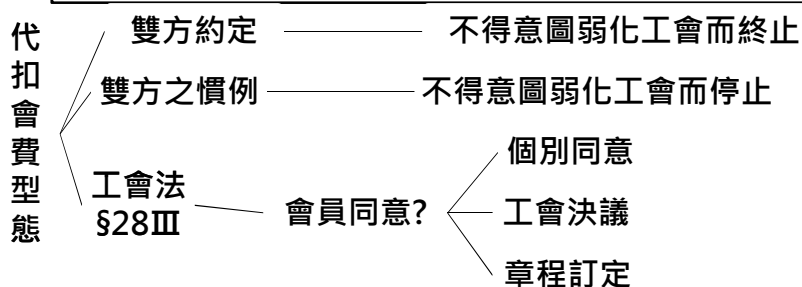 代扣會費型態
雙方約定
不得意圖弱化工會而終止
雙方之慣例
不得意圖弱化工會而停止
工會法
§28Ⅲ
會員同意?
個別同意
工會決議
章程訂定